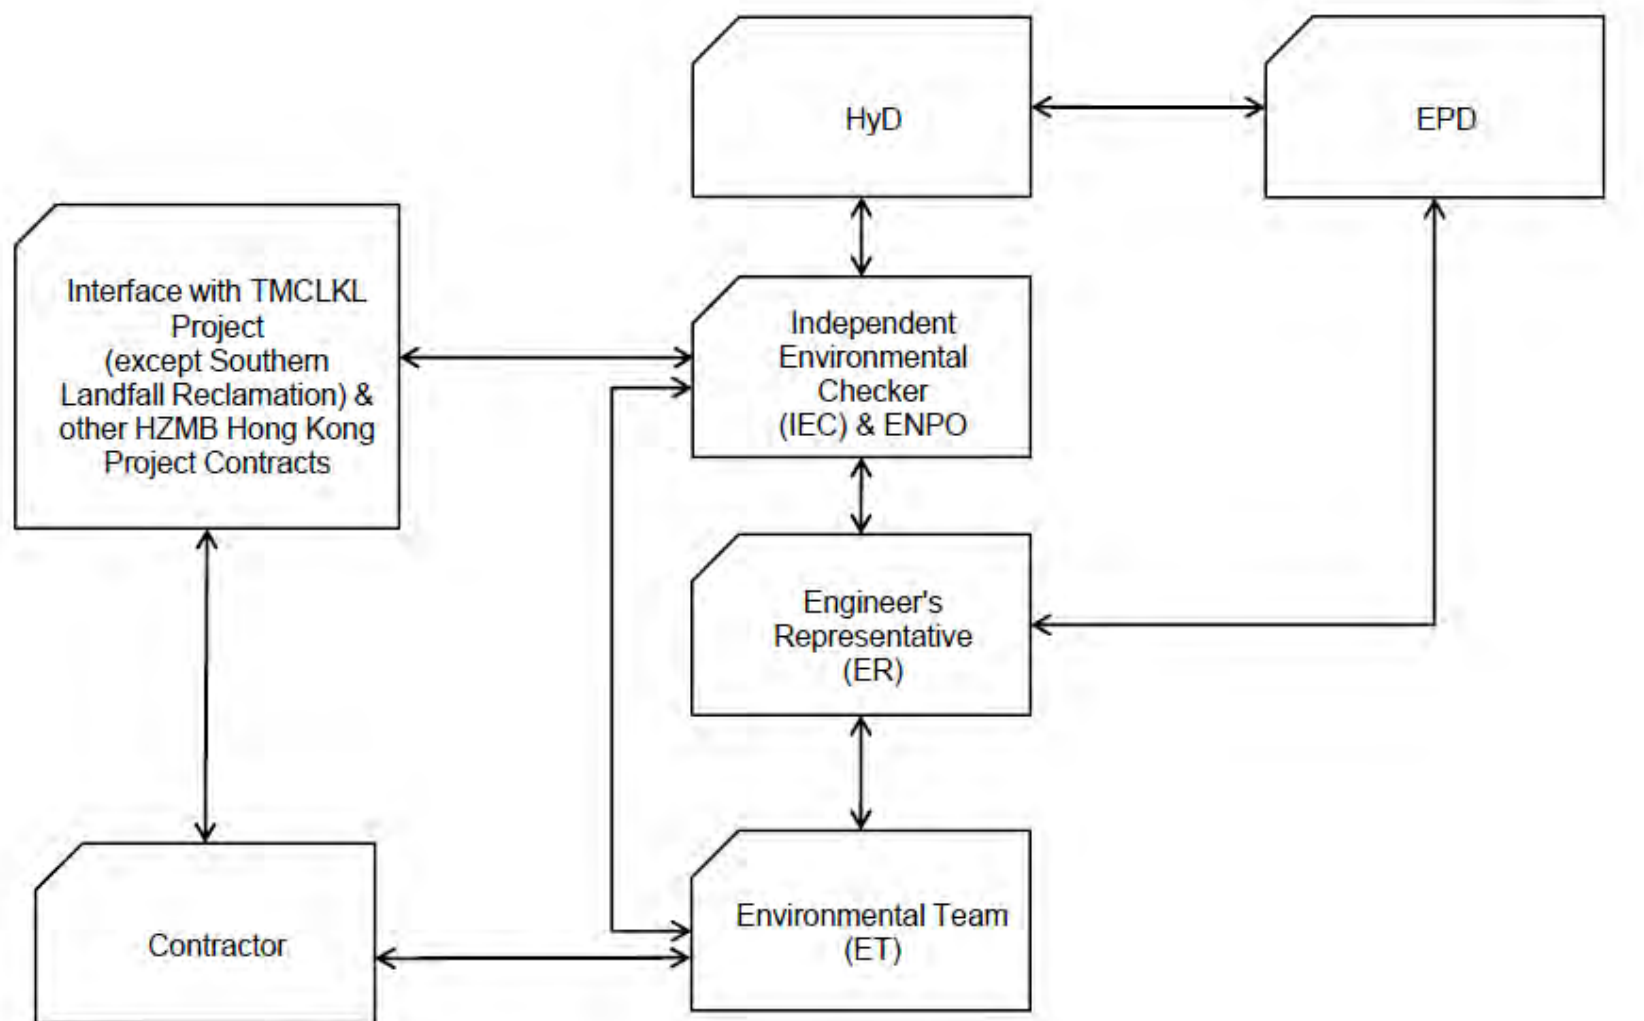 HyD
EPD
Interface with TMCLKL
Project
(except Southern
Landfall Reclamation) &
other HZMB Hong Kong
Project Contracts
Independent
Environmental
Checker
(IEC) & ENPO
Engineer's
Representative
(ER)
Contractor
Environmental Team
(ET)